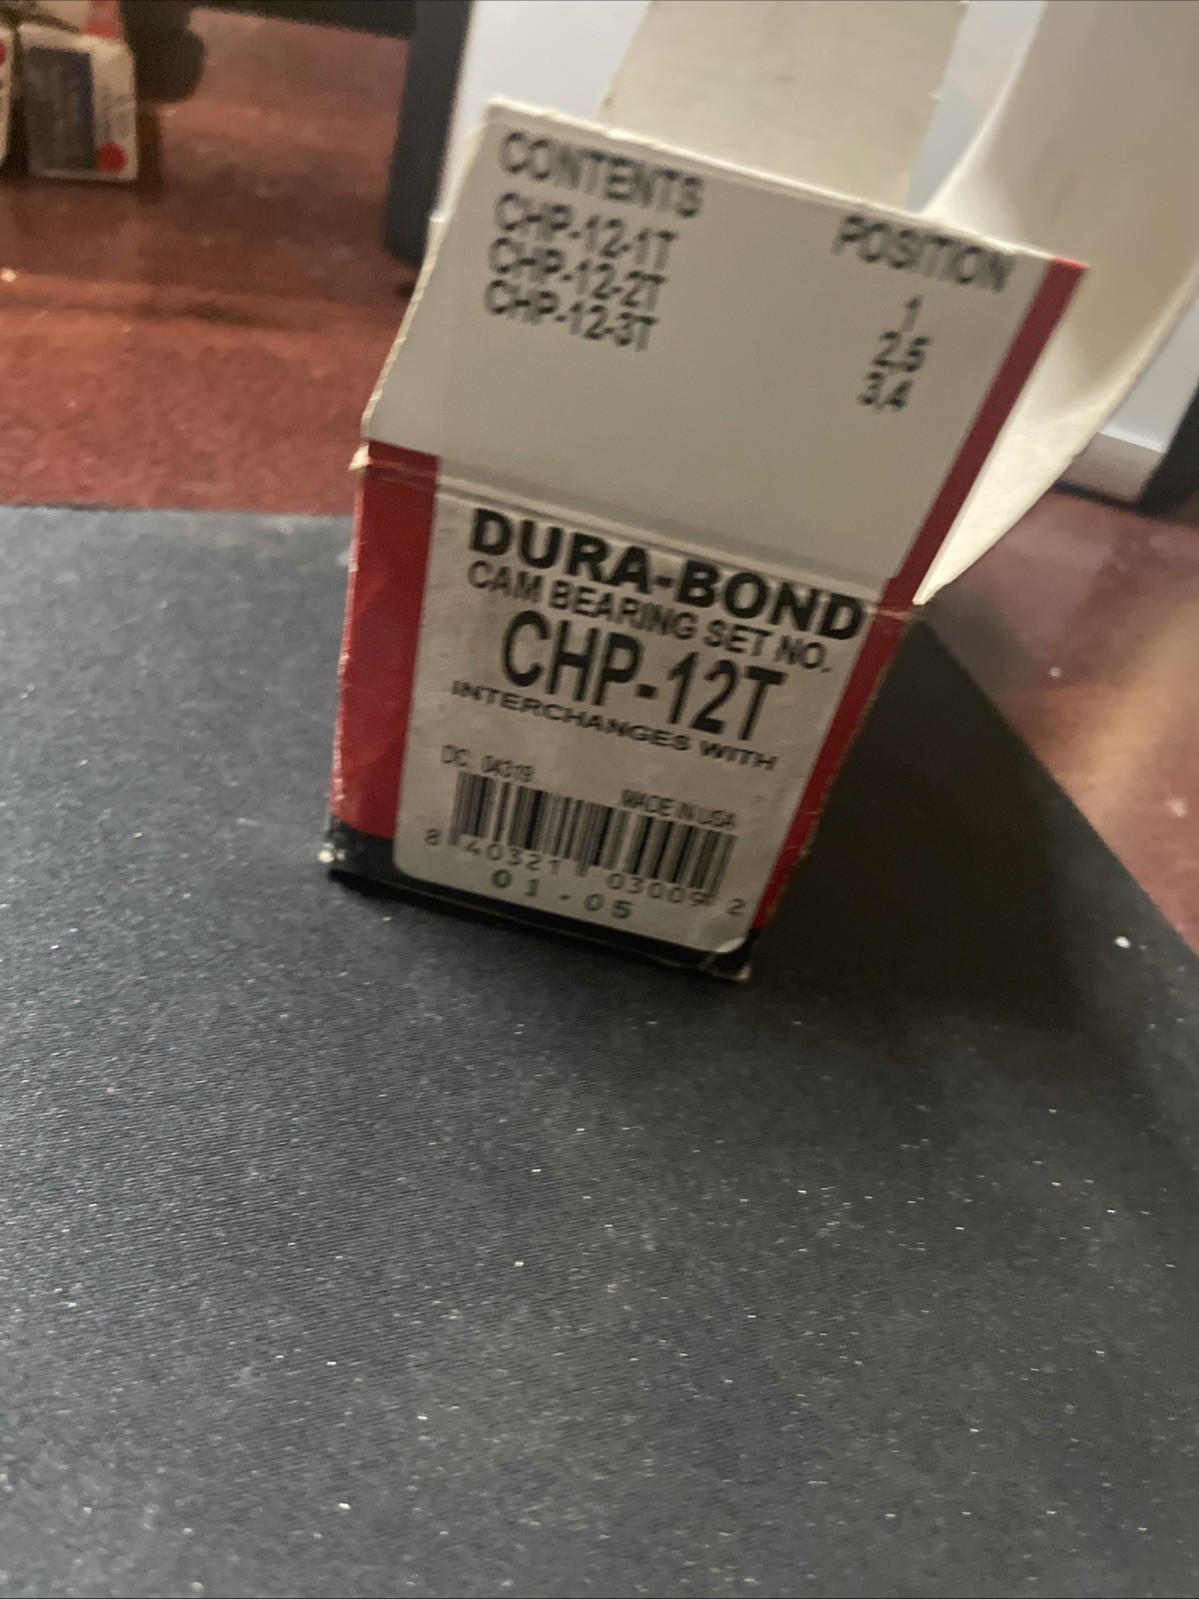 CONTENTS POSITION
CHP-12-1T 1
CHP-12-2T 2,5
CHP-12-3T 3,4
DURA-BOND
CAM BEARING SET NO.
CHP-12T
INTERCHANGES WITH
DC: 04319
MADE IN USA
8 40321 03009 2
01-05